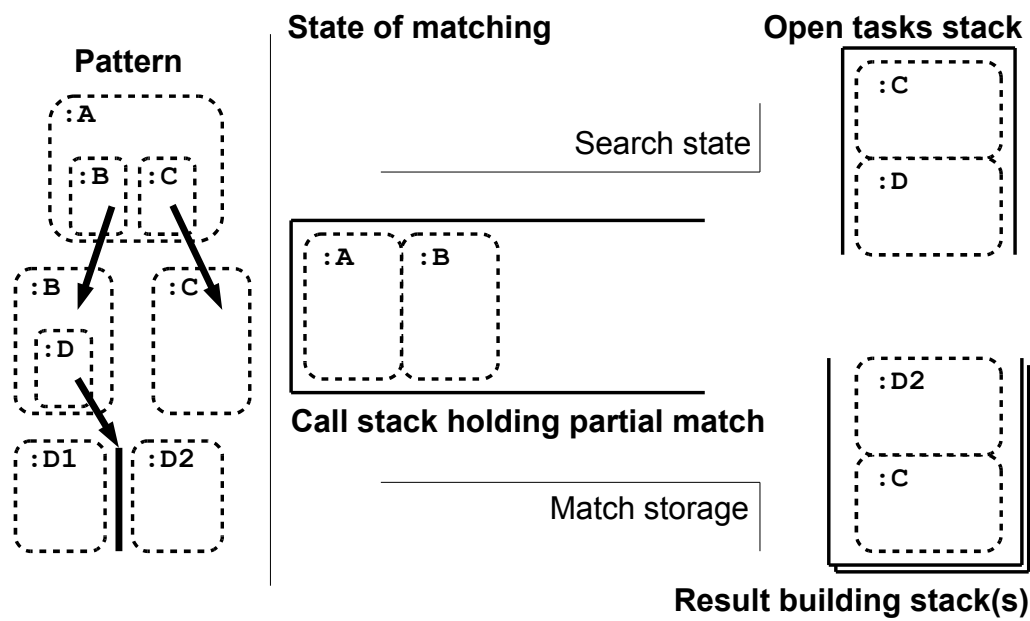 Pattern
:A
:B
:C
:B
:C
:D
:D1
:D2
State of matching
Search state
:A
:B
Call stack holding partial match
Match storage
Open tasks stack
:C
:D
:D2
:C
Result building stack(s)